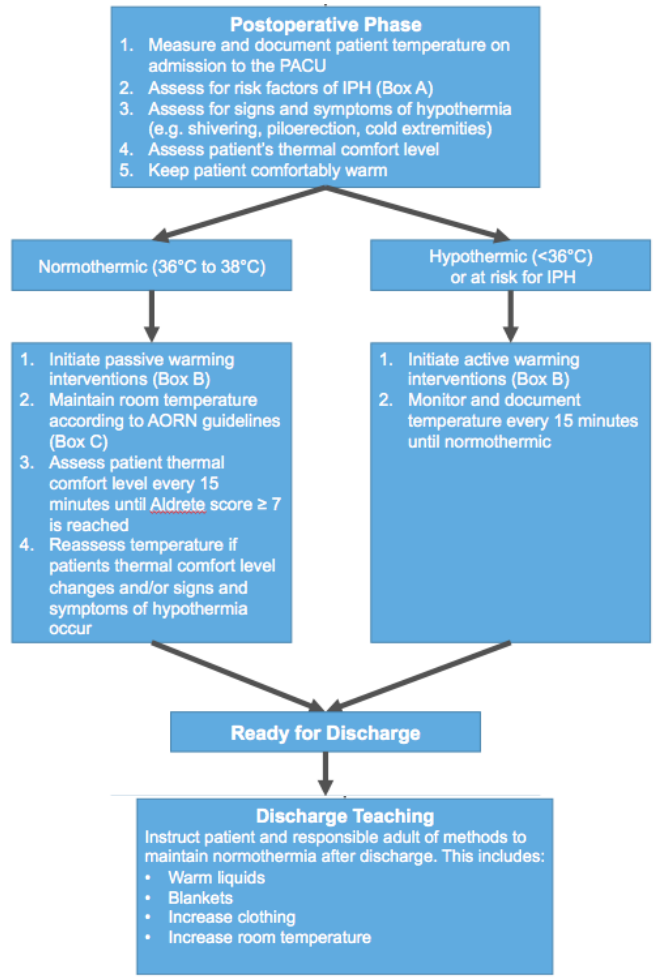 Postoperative Phase
1. Measure and document patient temperature on
admission to the PACU
2. Assess for risk factors of IPH (Box A)
3. Assess for signs and symptoms of hypothermia
(e.g. shivering, piloerection, cold extremities)
4. Assess patient's thermal comfort level
5. Keep patient comfortably warm
Normothermic (36°C to 38°C)
Hypothermic (<36°C)
or at risk for IPH
1. Initiate passive warming
interventions (Box B)
2. Maintain room temperature
according to AORN guidelines
(Box C)
3. Assess patient thermal
comfort level every 15
minutes until Aldrete score ≥ 7
is reached
4. Reassess temperature if
patients thermal comfort level
changes and/or signs and
symptoms of hypothermia
occur
1. Initiate active warming
interventions (Box B)
2. Monitor and document
temperature every 15 minutes
until normothermic
Ready for Discharge
Discharge Teaching
Instruct patient and responsible adult of methods to
maintain normothermia after discharge. This includes:
• Warm liquids
• Blankets
• Increase clothing
• Increase room temperature